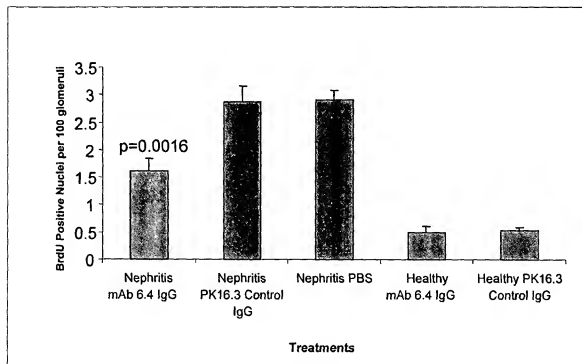 BrdU Positive Nuclei per 100 glomeruli
3.5
3
2.5
2
1.5
1
0.5
0
p=0.0016
Nephritis
mAb 6.4 IgG
Nephritis
PK16.3 Control
IgG
Nephritis PBS
Healthy
mAb 6.4 IgG
Healthy PK16.3
Control IgG
Treatments